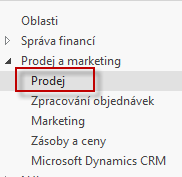 Oblasti
Správa financí
Prodej a marketing
Prodej
Zpracování objednávek
Marketing
Zásoby a ceny
Microsoft Dynamics CRM